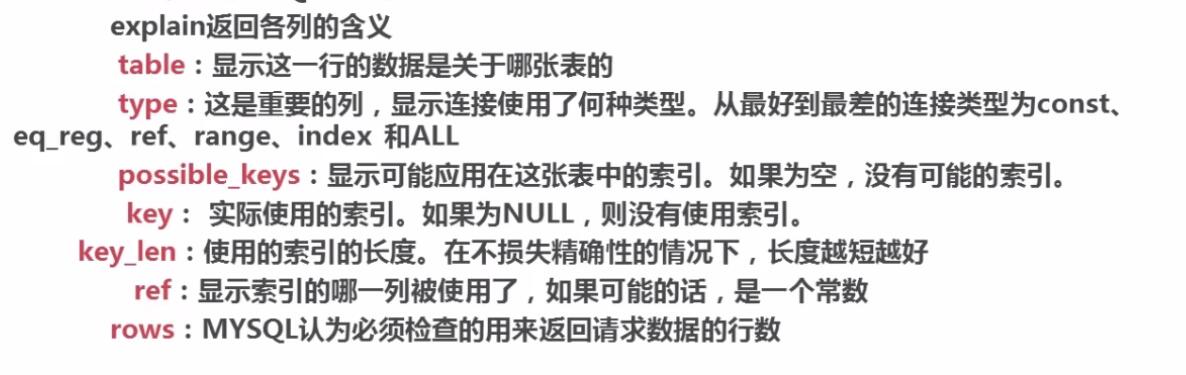 explain返回各列的含义
table：显示这一行的数据是关于哪张表的
type：这是重要的列，显示连接使用了何种类型。从最好到最差的连接类型为const、
eq_reg、ref、range、index 和ALL
possible_keys：显示可能应用在这张表中的索引。如果为空，没有可能的索引。
key： 实际使用的索引。如果为NULL，则没有使用索引。
key_len：使用的索引的长度。在不损失精确性的情况下，长度越短越好
ref：显示索引的哪一列被使用了，如果可能的话，是一个常数
rows：MYSQL认为必须检查的用来返回请求数据的行数